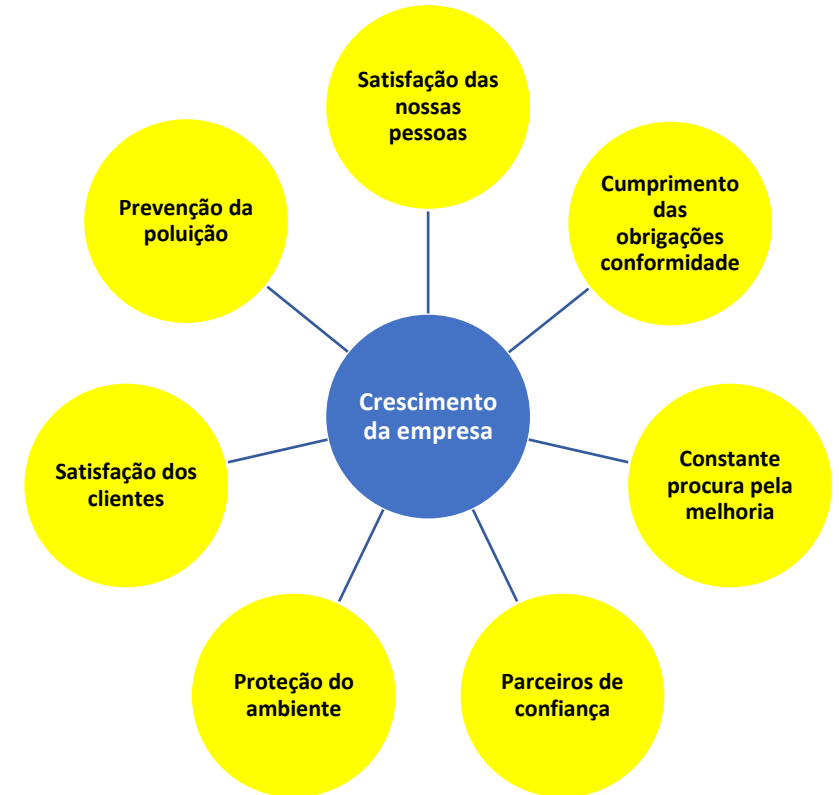 Satisfação das
nossas
pessoas
Cumprimento
das
obrigações
conformidade
Constante
procura pela
melhoria
Parceiros de
confiança
Proteção do
ambiente
Satisfação dos
clientes
Prevenção da
poluição
Crescimento
da empresa